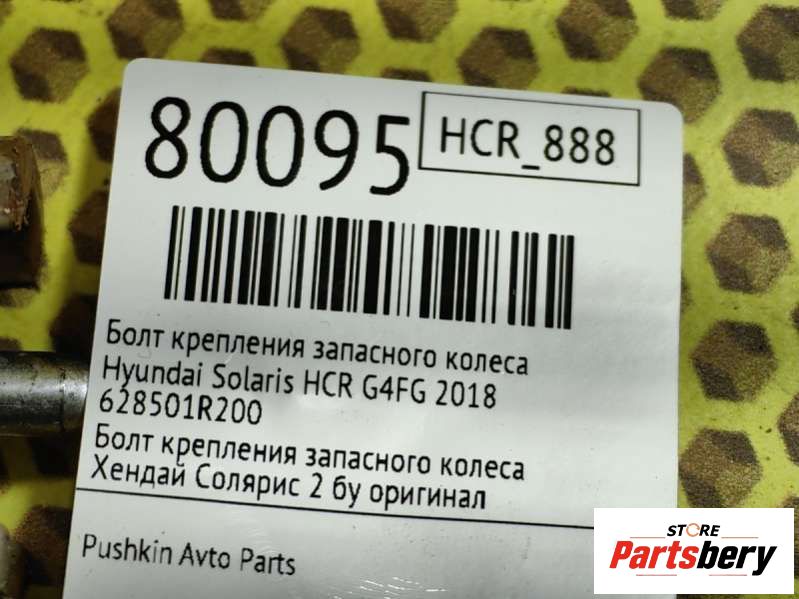 80095
HCR_888
Болт крепления запасного колеса
Hyundai Solaris HCR G4FG 2018
628501R200
Болт крепления запасного колеса
Хендай Солярис 2 бу оригинал
Pushkin Avto Parts
STORE
Partsbery